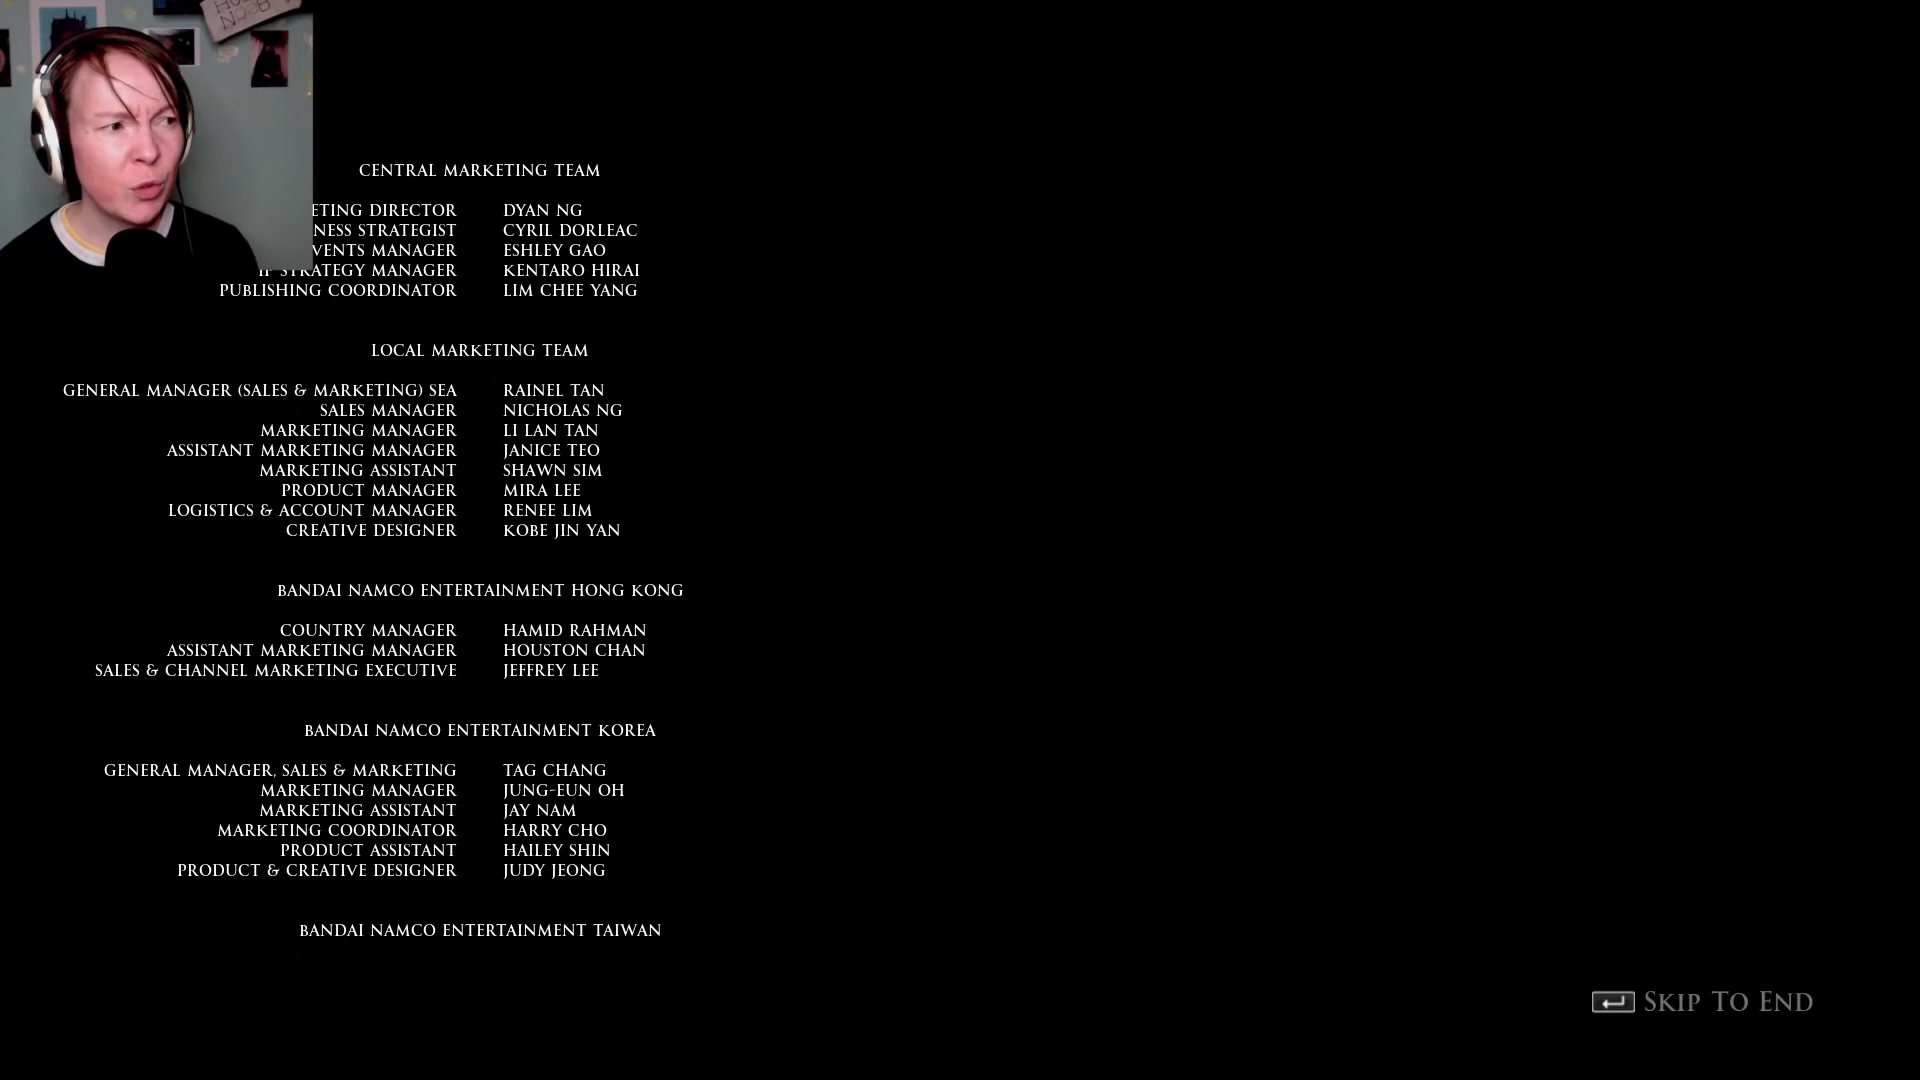 CENTRAL MARKETING TEAM
DIRECTOR DYAN NG
STRATEGIST CYRIL DORLEAC
MANAGER ESHLEY GAO
STRATEGY MANAGER KENTARO HIRAI
PUBLISHING COORDINATOR LIM CHEE YANG
LOCAL MARKETING TEAM
GENERAL MANAGER (SALES & MARKETING) SEA RAINEL TAN
SALES MANAGER NICHOLAS NG
MARKETING MANAGER LI LAN TAN
ASSISTANT MARKETING MANAGER JANICE TEO
MARKETING ASSISTANT SHAWN SIM
PRODUCT MANAGER MIRA LEE
LOGISTICS & ACCOUNT MANAGER RENEE LIM
CREATIVE DESIGNER KOBE JIN YAN
BANDAI NAMCO ENTERTAINMENT HONG KONG
COUNTRY MANAGER HAMID RAHMAN
ASSISTANT MARKETING MANAGER HOUSTON CHAN
SALES & CHANNEL MARKETING EXECUTIVE JEFFREY LEE
BANDAI NAMCO ENTERTAINMENT KOREA
GENERAL MANAGER, SALES & MARKETING TAG CHANG
MARKETING MANAGER JUNG-EUN OH
MARKETING ASSISTANT JAY NAM
MARKETING COORDINATOR HARRY CHO
PRODUCT ASSISTANT HAILEY SHIN
PRODUCT & CREATIVE DESIGNER JUDY JEONG
BANDAI NAMCO ENTERTAINMENT TAIWAN
SKIP TO END